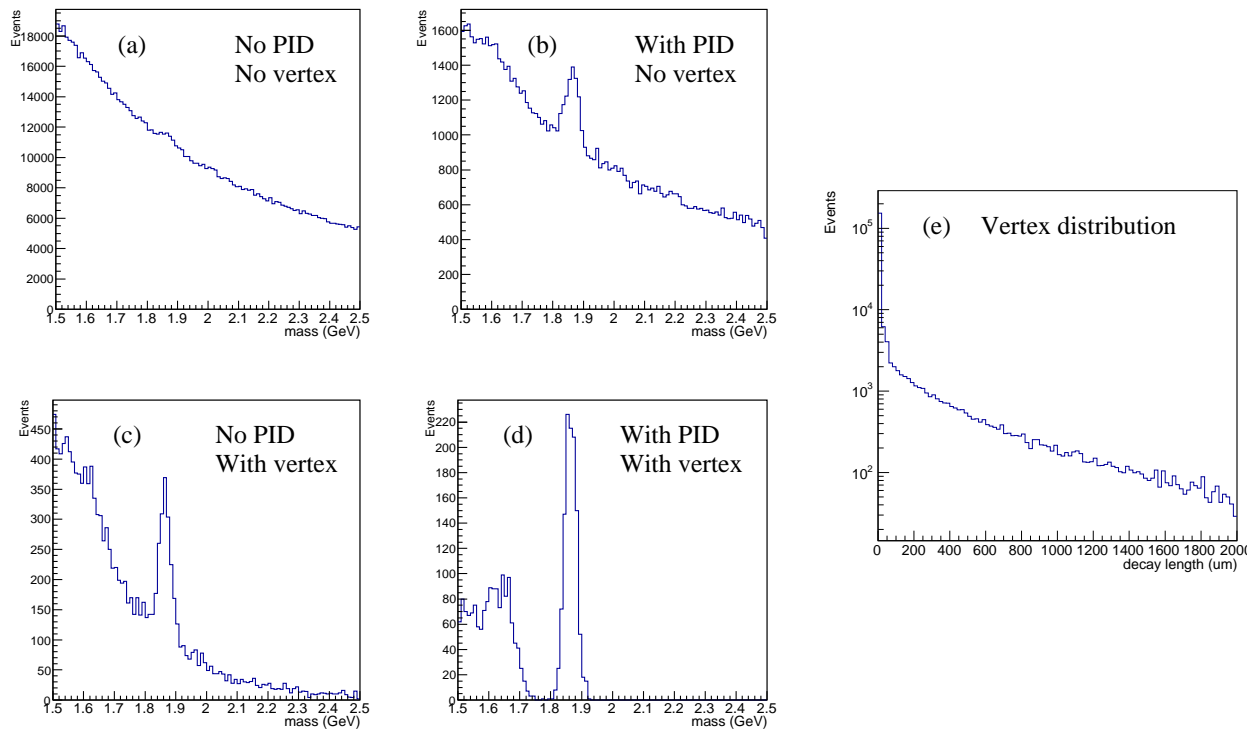 Events
18000
16000
14000
12000
10000
8000
6000
4000
2000
0
(a)
No PID
No vertex
1.5 1.6 1.7 1.8 1.9 2 2.1 2.2 2.3 2.4 2.5
mass (GeV)
Events
1600
1400
1200
1000
800
600
400
200
0
(b)
With PID
No vertex
1.5 1.6 1.7 1.8 1.9 2 2.1 2.2 2.3 2.4 2.5
mass (GeV)
Events
450
400
350
300
250
200
150
100
50
0
(c)
No PID
With vertex
1.5 1.6 1.7 1.8 1.9 2 2.1 2.2 2.3 2.4 2.5
mass (GeV)
Events
220
200
180
160
140
120
100
80
60
40
20
0
(d)
With PID
With vertex
1.5 1.6 1.7 1.8 1.9 2 2.1 2.2 2.3 2.4 2.5
mass (GeV)
Events
10^5
10^4
10^3
10^2
(e) Vertex distribution
0 200 400 600 800 1000 1200 1400 1600 1800 2000
decay length (um)